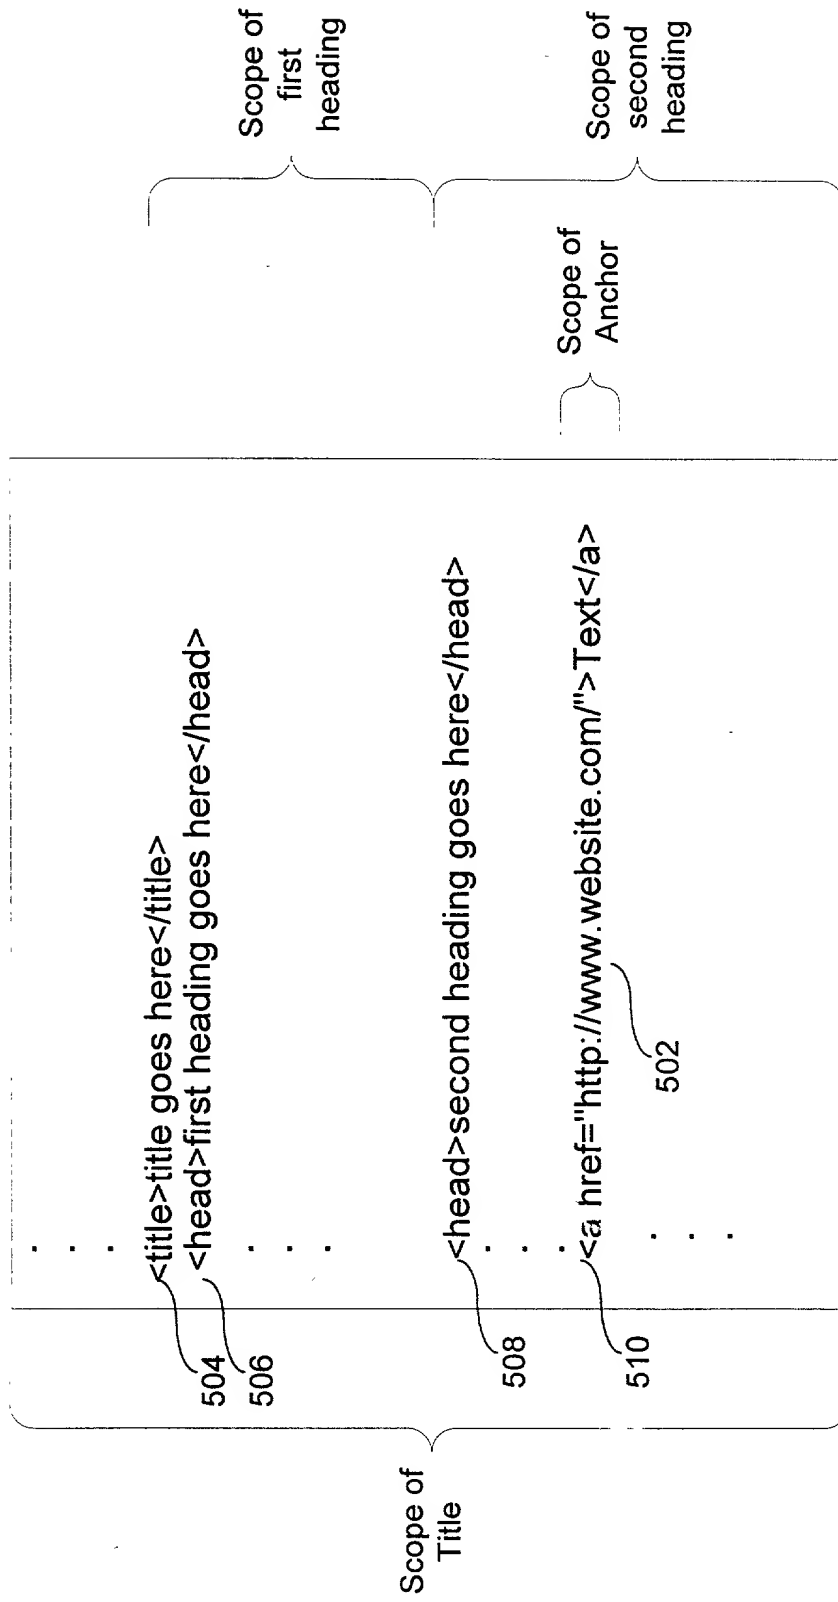 Scope of
Title
504
<title>title goes here</title>
506
<head>first heading goes here</head>
.
.
.
508
<head>second heading goes here</head>
.
.
.
510
<a href="http://www.website.com/">Text</a>
502
.
.
.
Scope of
Anchor
Scope of
first
heading
Scope of
second
heading